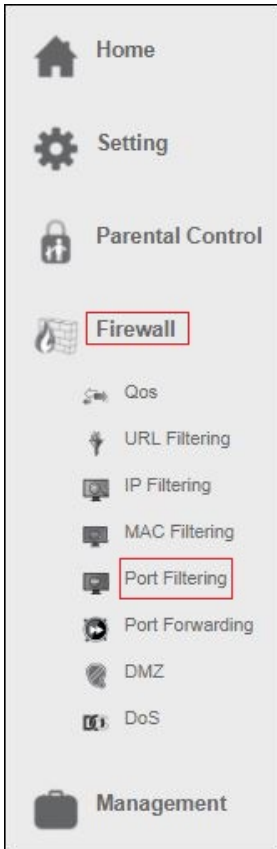 Home
Setting
Parental Control
Firewall
Qos
URL Filtering
IP Filtering
MAC Filtering
Port Filtering
Port Forwarding
DMZ
DoS
Management